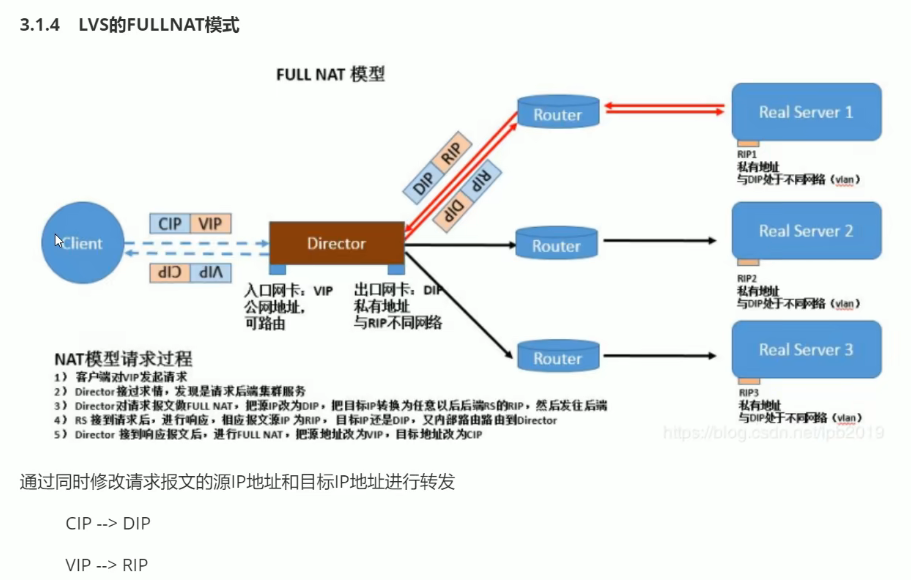 3.1.4 LVS的FULLNAT模式
FULL NAT 模型
Router
Real Server 1
RIP1
私有地址
与DIP处于不同网络（vlan）
DIP RIP
RIP DIP
Client
CIP VIP
VIP CIP
Director
入口网卡：VIP
公网地址，
可路由
出口网卡：DIP
私有地址
与RIP不同网络
Router
Real Server 2
RIP2
私有地址
与DIP处于不同网络（vlan）
Router
Real Server 3
RIP3
私有地址
与DIP处于不同网络（vlan）
NAT模型请求过程
1） 客户端对VIP发起请求
2） Director接过求情，发现是请求后端集群服务
3） Director对请求报文做FULL NAT，把源IP改为DIP，把目标IP转换为任意以后后端RS的RIP，然后发往后端
4） RS 接到请求后，进行响应，相应报文源IP 为RIP，目标IP还是DIP，又内部路由路由到Director
5） Director 接到响应报文后，进行FULL NAT，把源地址改为VIP，目标地址改为CIP
https://blog.csdn.net/lpb2019
通过同时修改请求报文的源IP地址和目标IP地址进行转发
CIP --> DIP
VIP --> RIP